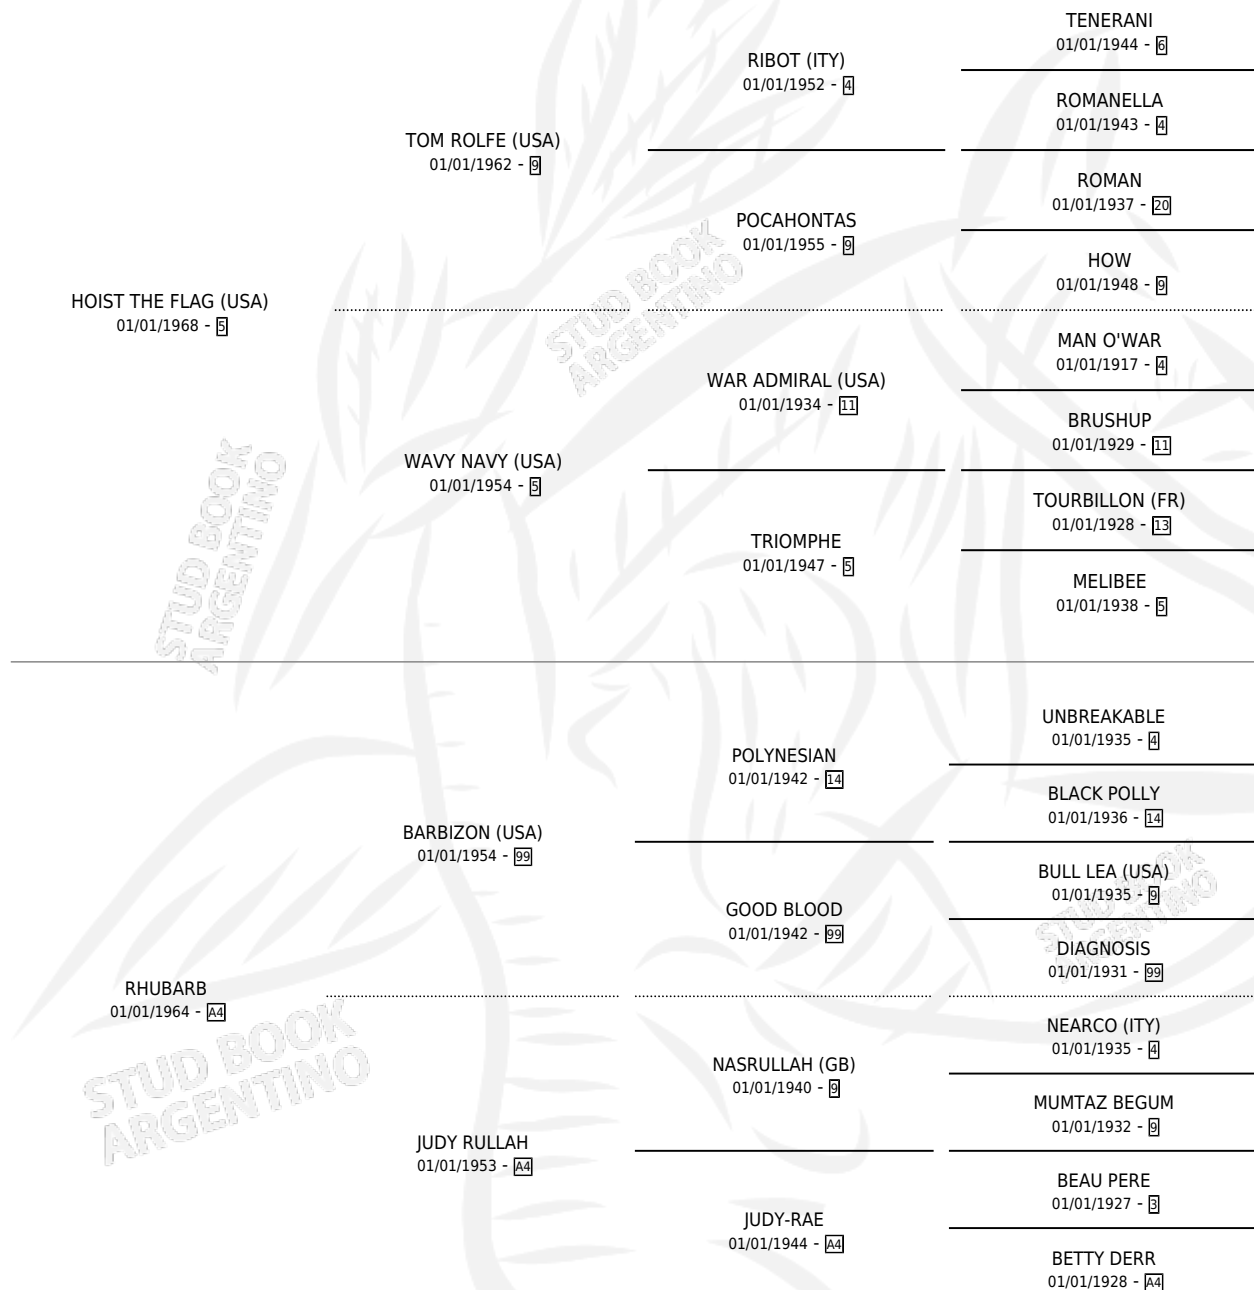 TENERANI
01/01/1944 - 6
RIBOT (ITY)
01/01/1952 - 4
ROMANELLA
01/01/1943 - 4
TOM ROLFE (USA)
01/01/1962 - 9
ROMAN
01/01/1937 - 20
POCAHONTAS
01/01/1955 - 9
HOW
01/01/1948 - 9
HOIST THE FLAG (USA)
01/01/1968 - 5
STUD BOOK
ARGENTINO
MAN O'WAR
01/01/1917 - 4
WAR ADMIRAL (USA)
01/01/1934 - 11
BRUSHUP
01/01/1929 - 11
WAVY NAVY (USA)
01/01/1954 - 5
TOURBILLON (FR)
01/01/1928 - 13
TRIOMPHE
01/01/1947 - 5
MELIBEE
01/01/1938 - 5
STUD BOOK
ARGENTINO
UNBREAKABLE
01/01/1935 - 4
POLYNESIAN
01/01/1942 - 14
BLACK POLLY
01/01/1936 - 14
BARBIZON (USA)
01/01/1954 - 99
BULL LEA (USA)
01/01/1935 - 9
GOOD BLOOD
01/01/1942 - 99
STUD BOOK
ARGENTINO
DIAGNOSIS
01/01/1931 - 99
RHUBARB
01/01/1964 - A4
NEARCO (ITY)
01/01/1935 - 4
STUD BOOK
ARGENTINO
NASRULLAH (GB)
01/01/1940 - 9
MUMTAZ BEGUM
01/01/1932 - 9
JUDY RULLAH
01/01/1953 - A4
BEAU PERE
01/01/1927 - 3
JUDY-RAE
01/01/1944 - A4
BETTY DERR
01/01/1928 - A4